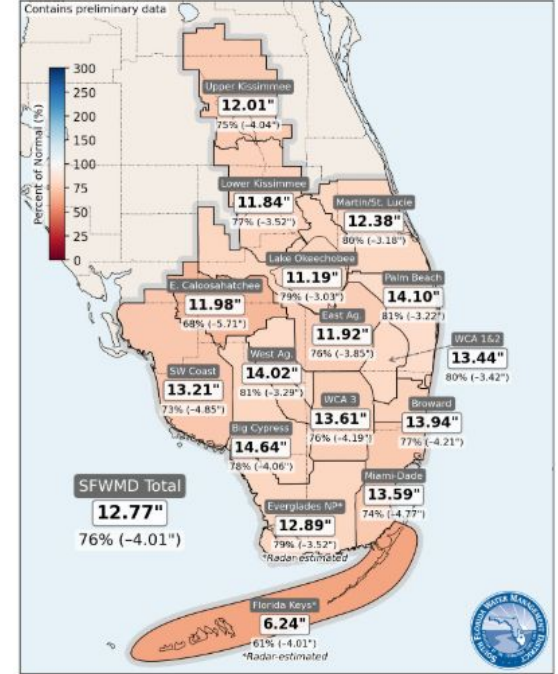 Contains preliminary data
300
250
200
150
100
75
50
25
0
Percent of Normal (%)
Upper Kissimmee
12.01"
75% (−4.04")
Lower Kissimmee
11.84"
77% (−3.52")
Martin/St. Lucie
12.38"
80% (−3.18")
Lake Okeechobee
11.19"
79% (−3.03")
Palm Beach
14.10"
81% (−3.22")
E. Caloosahatchee
11.98"
68% (−5.71")
East Ag.
11.92"
76% (−3.85")
WCA 1&2
13.44"
80% (−3.42")
West Ag.
14.02"
81% (−3.29")
SW Coast
13.21"
73% (−4.85")
WCA 3
13.61"
76% (−4.19")
Broward
13.94"
77% (−4.21")
Big Cypress
14.64"
78% (−4.06")
Miami-Dade
13.59"
74% (−4.77")
SFWMD Total
12.77"
76% (−4.01")
Everglades NP*
12.89"
79% (−3.52")
*Radar-estimated
Florida Keys*
6.24"
61% (−4.01")
*Radar-estimated
SOUTH FLORIDA WATER MANAGEMENT DISTRICT